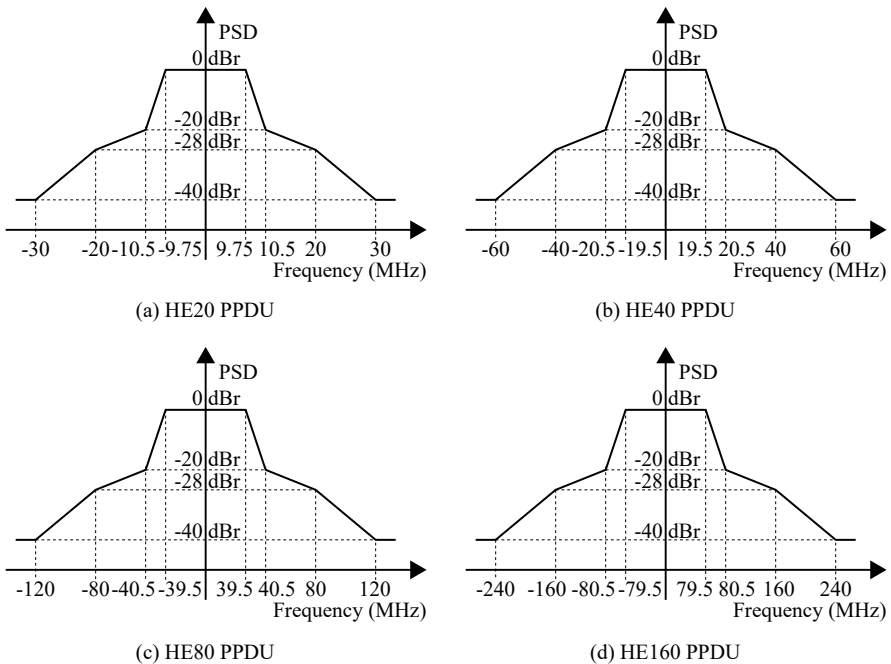 PSD
0 dBr
-20 dBr
-28 dBr
-40 dBr
-30 -20 -10.5 -9.75 9.75 10.5 20 30
Frequency (MHz)
(a) HE20 PPDU
PSD
0 dBr
-20 dBr
-28 dBr
-40 dBr
-60 -40 -20.5 -19.5 19.5 20.5 40 60
Frequency (MHz)
(b) HE40 PPDU
PSD
0 dBr
-20 dBr
-28 dBr
-40 dBr
-120 -80 -40.5 -39.5 39.5 40.5 80 120
Frequency (MHz)
(c) HE80 PPDU
PSD
0 dBr
-20 dBr
-28 dBr
-40 dBr
-240 -160 -80.5 -79.5 79.5 80.5 160 240
Frequency (MHz)
(d) HE160 PPDU